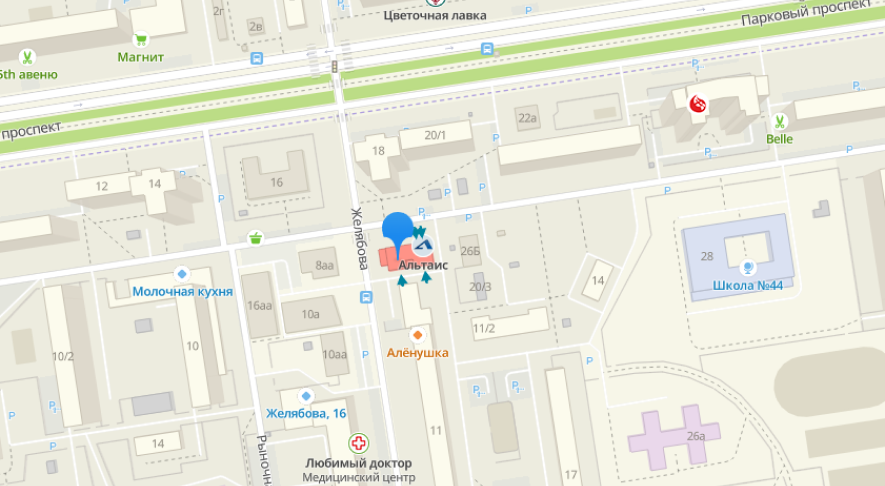 2г
2в
Цветочная лавка
Парковый проспект
5th авеню
Магнит
P
проспект
P
P
22а
P
20/1
P
Belle
18
P
P
12
14
16
P
P
P
Желябова
26Б
28
8аа
Альтаис
14
Молочная кухня
20/3
Школа №44
16аа
10а
11/2
10/2
10
10аа
P
Алёнушка
P
P
P
P
P
Желябова, 16
P
11
26а
14
Рыночна
Любимый доктор
Медицинский центр
17